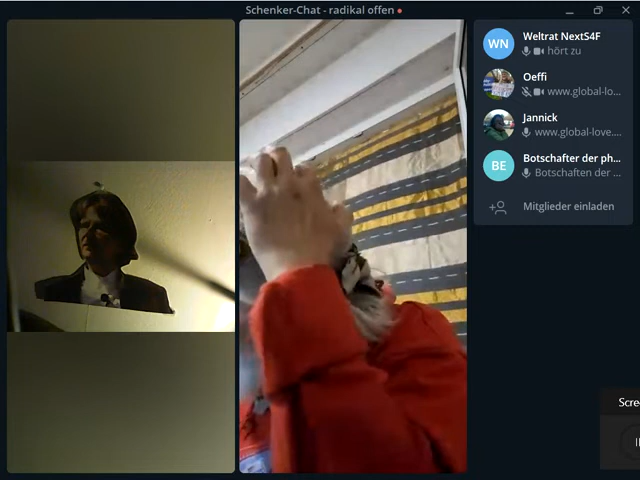 Schenker-Chat - radikal offen
WN
Weltrat NextS4F
hört zu
Oeffi
www.global-lo...
Jannick
www.global-love....
BE
Botschafter der ph...
Botschaften der ...
Mitglieder einladen
Scree